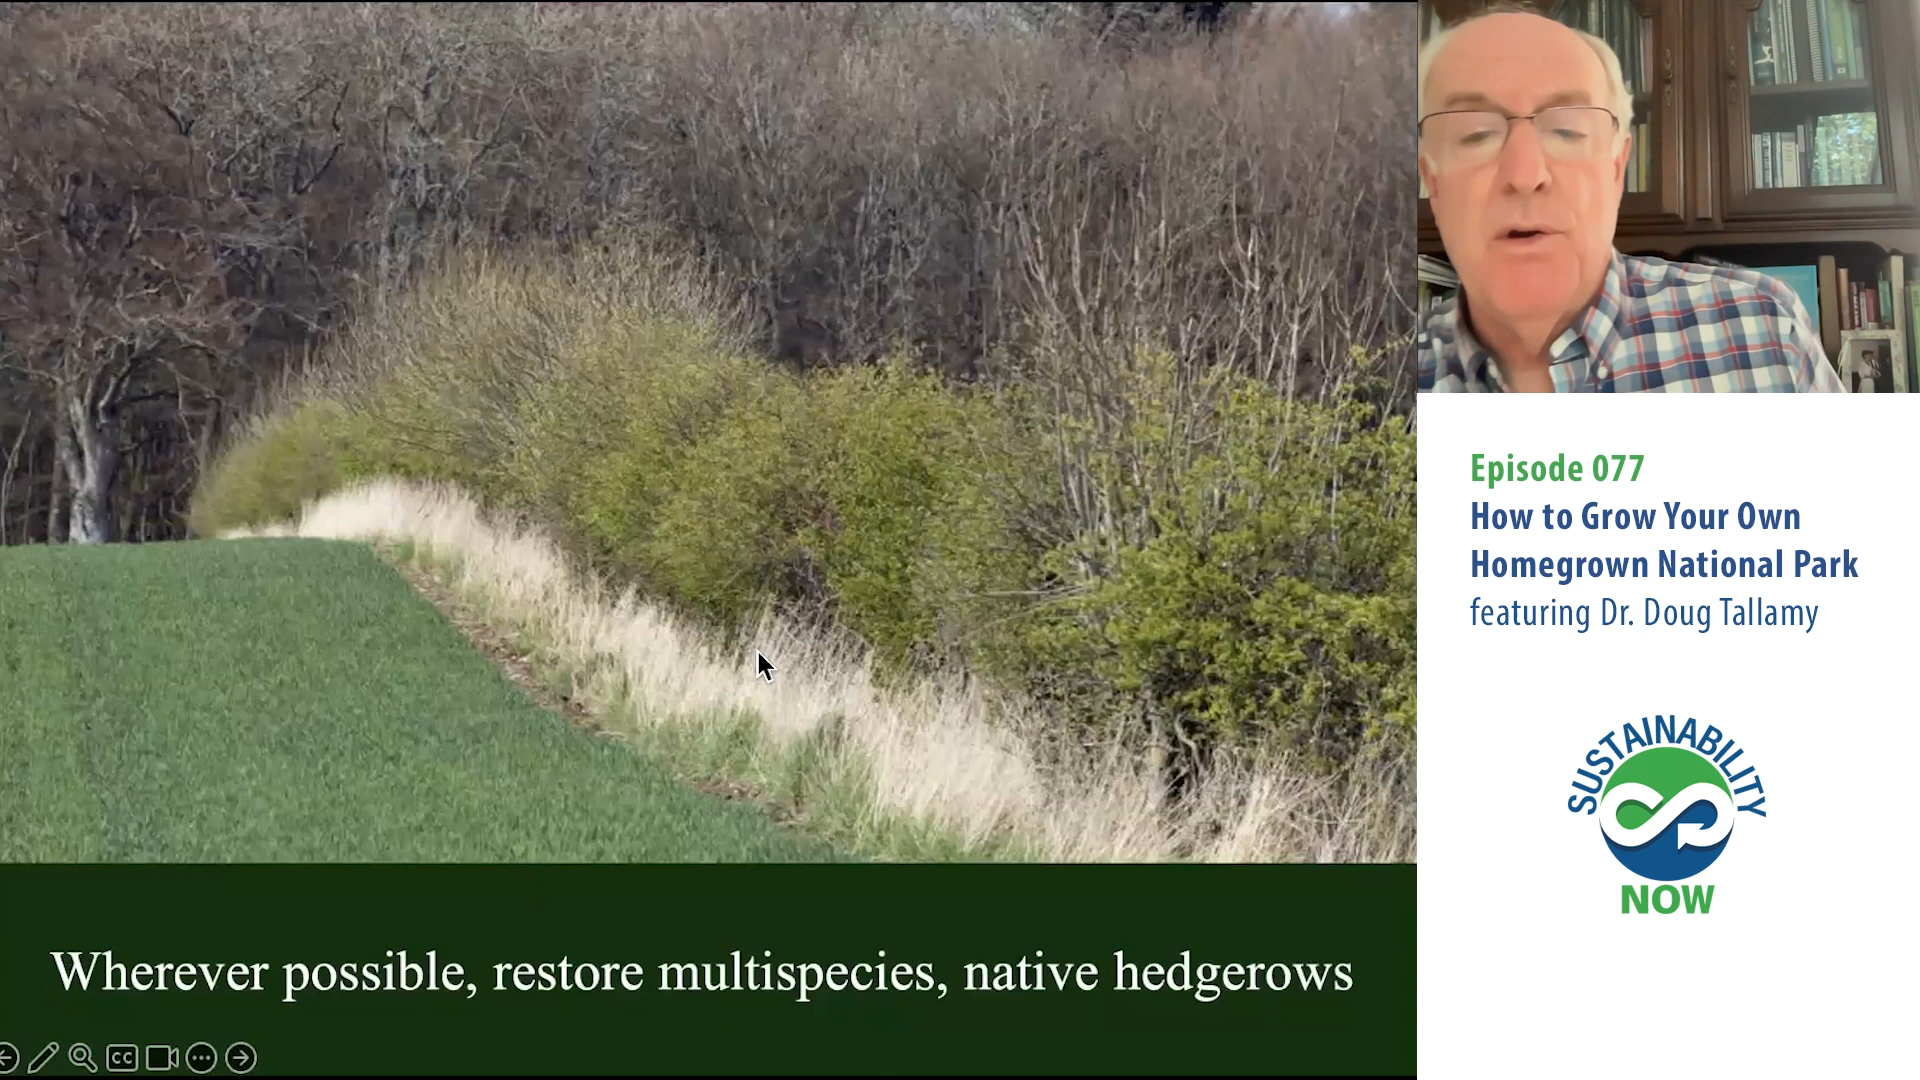 Episode 077
How to Grow Your Own
Homegrown National Park
featuring Dr. Doug Tallamy
SUSTAINABILITY
NOW
Wherever possible, restore multispecies, native hedgerows
CC